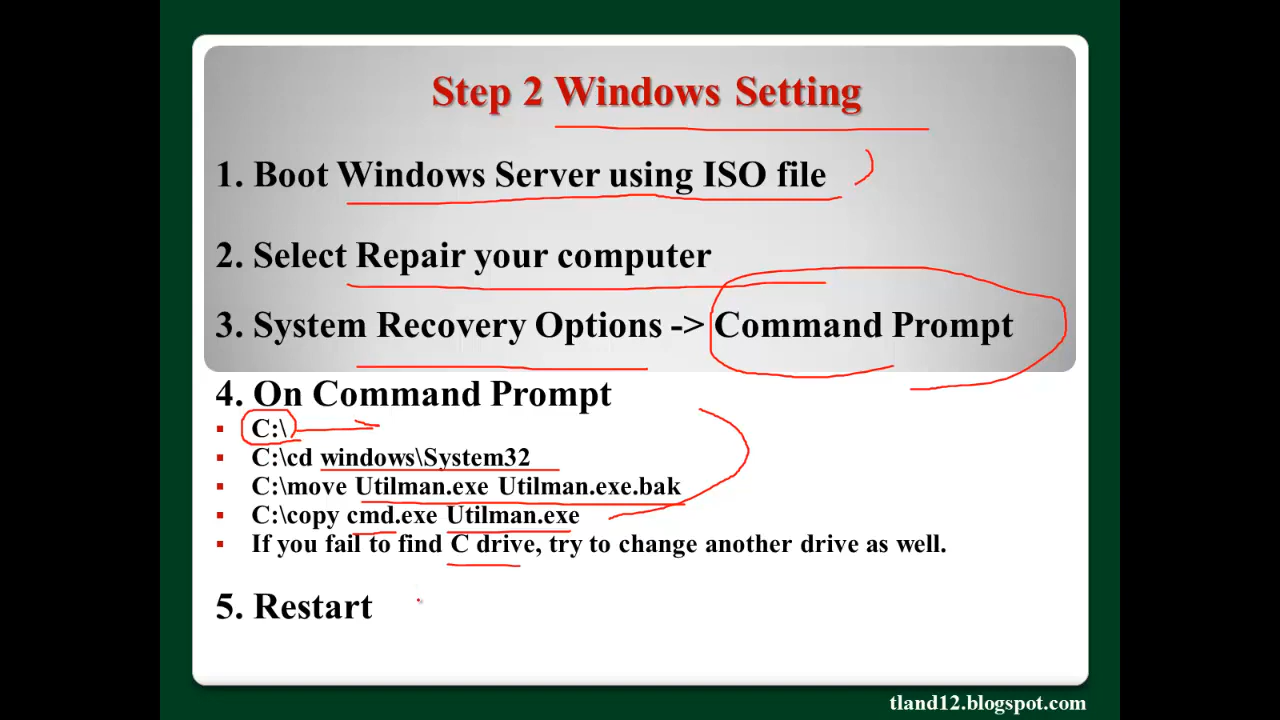 Step 2 Windows Setting
1. Boot Windows Server using ISO file
2. Select Repair your computer
3. System Recovery Options -> Command Prompt
4. On Command Prompt
▪ C:\
▪ C:\cd windows\System32
▪ C:\move Utilman.exe Utilman.exe.bak
▪ C:\copy cmd.exe Utilman.exe
▪ If you fail to find C drive, try to change another drive as well.
5. Restart
tland12.blogspot.com